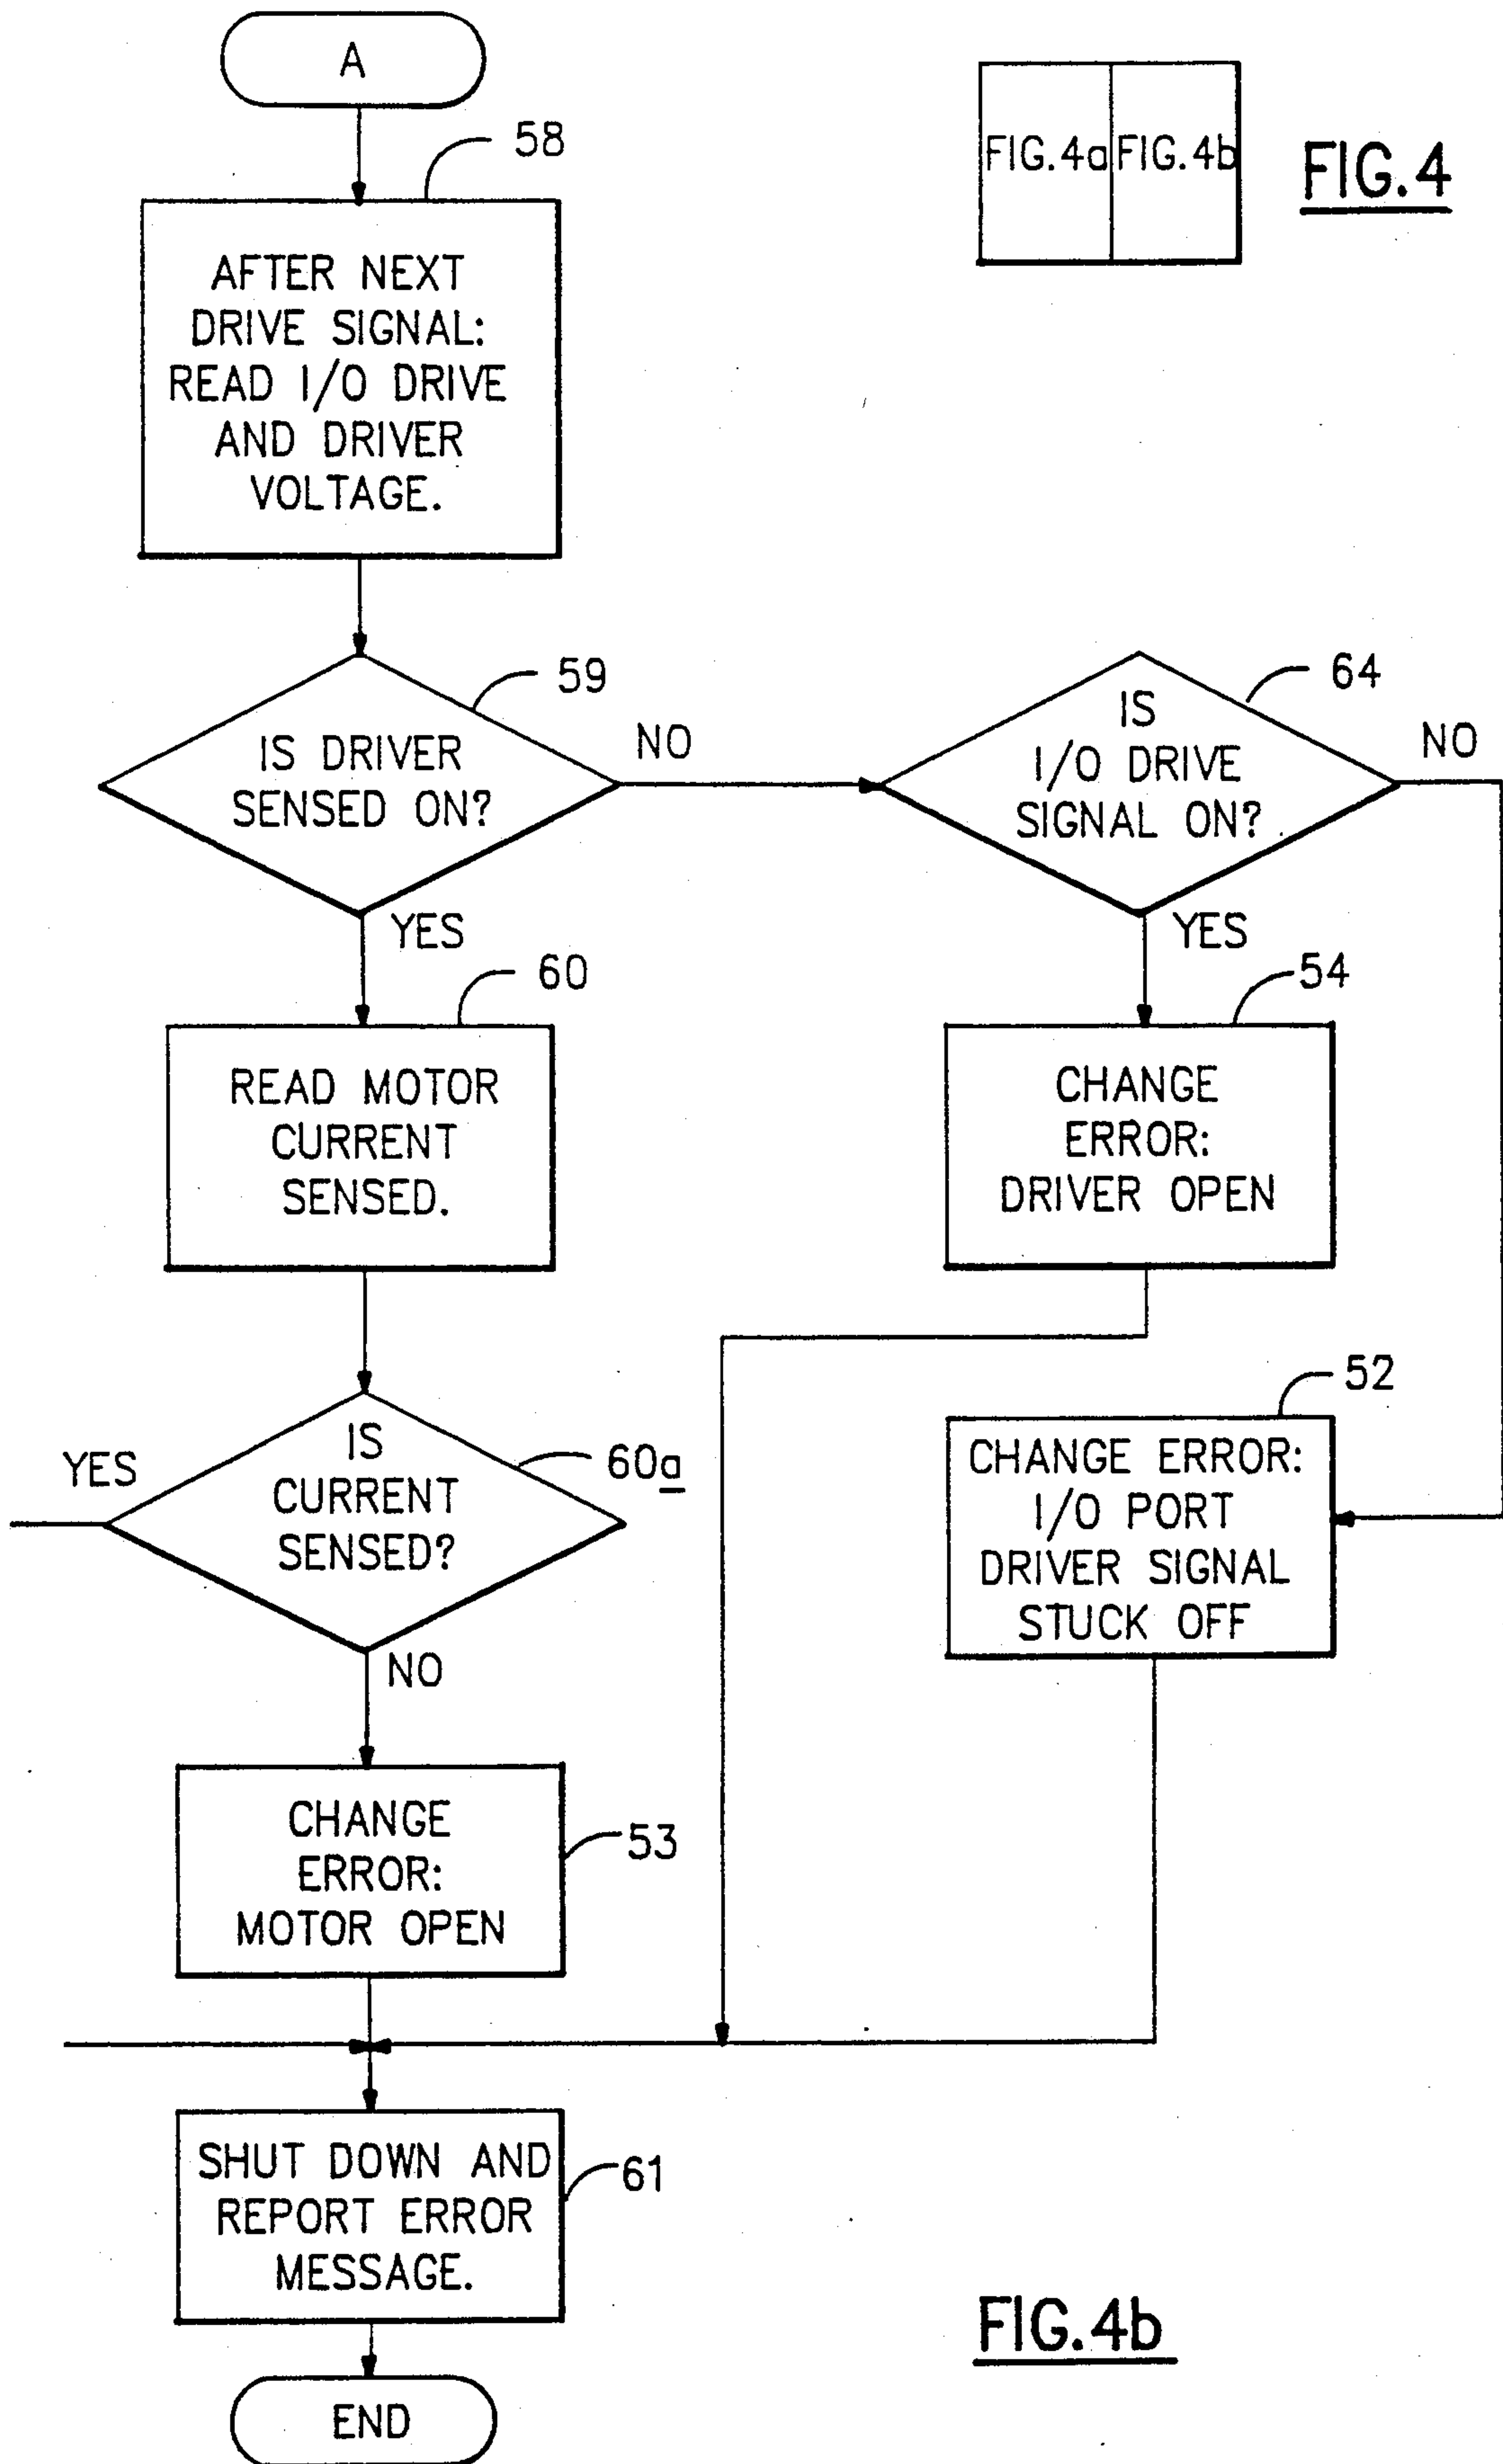 A
58
FIG.4a
FIG.4b
FIG.4
AFTER NEXT
DRIVE SIGNAL:
READ I/O DRIVE
AND DRIVER
VOLTAGE.
59
IS DRIVER
SENSED ON?
NO
YES
64
IS
I/O DRIVE
SIGNAL ON?
NO
YES
60
READ MOTOR
CURRENT
SENSED.
54
CHANGE
ERROR:
DRIVER OPEN
60a
IS
CURRENT
SENSED?
YES
NO
52
CHANGE ERROR:
I/O PORT
DRIVER SIGNAL
STUCK OFF
53
CHANGE
ERROR:
MOTOR OPEN
61
SHUT DOWN AND
REPORT ERROR
MESSAGE.
END
FIG.4b